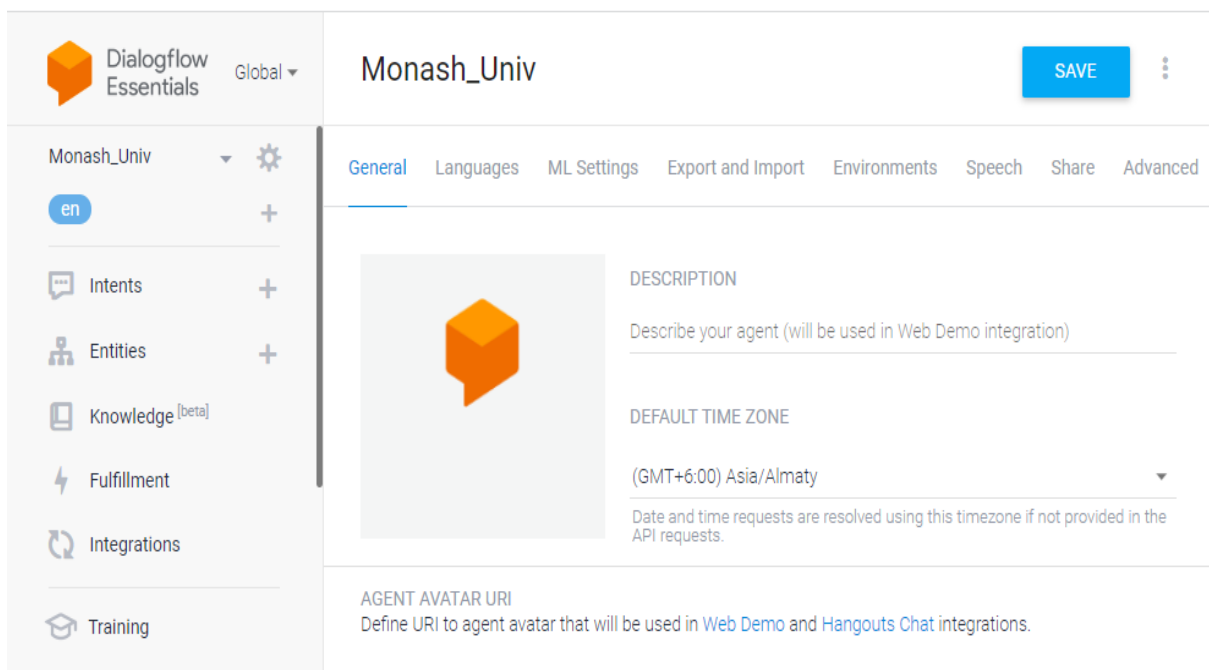 Dialogflow
Essentials
Global
Monash_Univ
SAVE
Monash_Univ
en
General Languages ML Settings Export and Import Environments Speech Share Advanced
Intents
Entities
Knowledge [beta]
Fulfillment
Integrations
Training
DESCRIPTION
Describe your agent (will be used in Web Demo integration)
DEFAULT TIME ZONE
(GMT+6:00) Asia/Almaty
Date and time requests are resolved using this timezone if not provided in the
API requests.
AGENT AVATAR URI
Define URI to agent avatar that will be used in Web Demo and Hangouts Chat integrations.